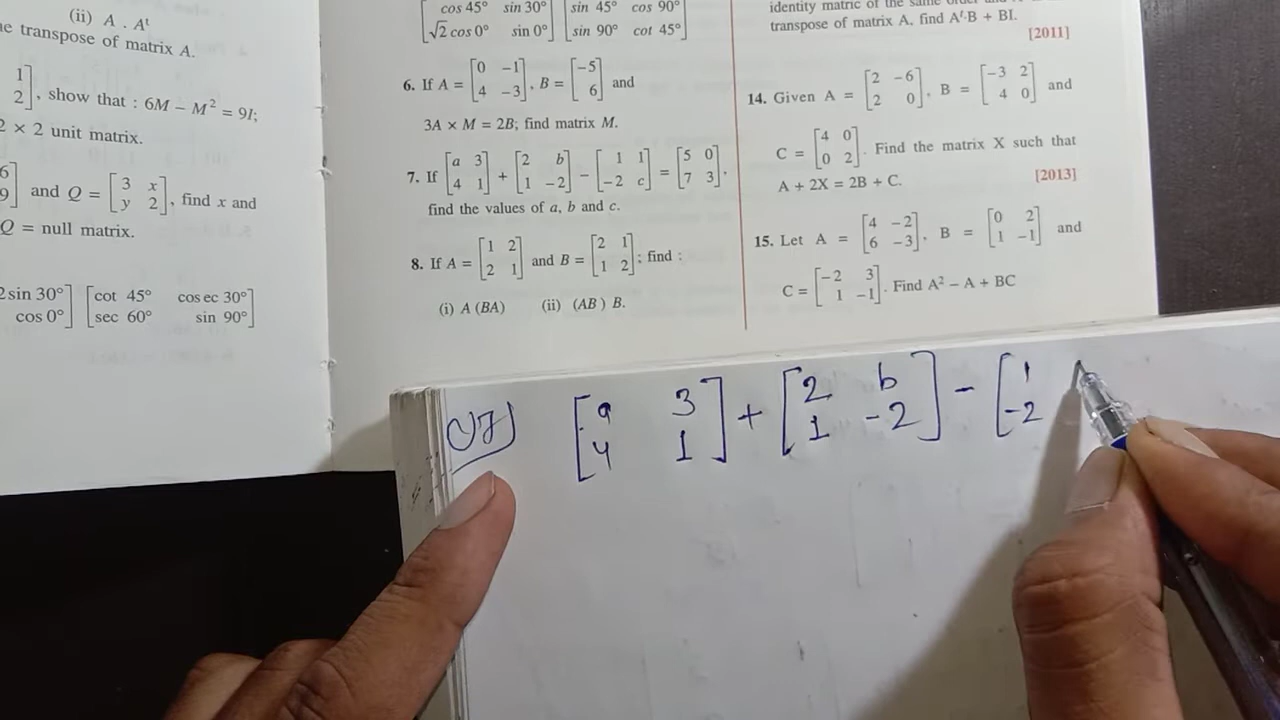 (ii) A . Aᵗ
e transpose of matrix A.
1
2 ], show that : 6M – M² = 9I;
2 × 2 unit matrix.
6
9 ] and Q = [ 3 x
y 2 ], find x and
Q = null matrix.
2 sin 30°
cos 0° ] [ cot 45° cosec 30°
sec 60° sin 90° ]
[ cos 45° sin 30°
√2 cos 0° sin 0° ] [ sin 45° cos 90°
sin 90° cot 45° ]
6. If A = [ 0 –1
4 –3 ], B = [ –5
6 ] and
3A × M = 2B; find matrix M.
7. If [ a 3
4 1 ] + [ 2 b
1 –2 ] – [ 1 1
–2 c ] = [ 5 0
7 3 ],
find the values of a, b and c.
8. If A = [ 1 2
2 1 ] and B = [ 2 1
1 2 ]; find :
(i) A (BA) (ii) (AB) B.
identity matric of the same order and
transpose of matrix A, find Aᵗ.B + BI.
[2011]
14. Given A = [ 2 –6
2 0 ], B = [ –3 2
4 0 ] and
C = [ 4 0
0 2 ]. Find the matrix X such that
A + 2X = 2B + C.
[2013]
15. Let A = [ 4 –2
6 –3 ], B = [ 0 2
1 –1 ] and
C = [ –2 3
1 –1 ]. Find A² – A + BC
[ a 3
4 1 ] + [ 2 b
1 -2 ] - [ 1
-2